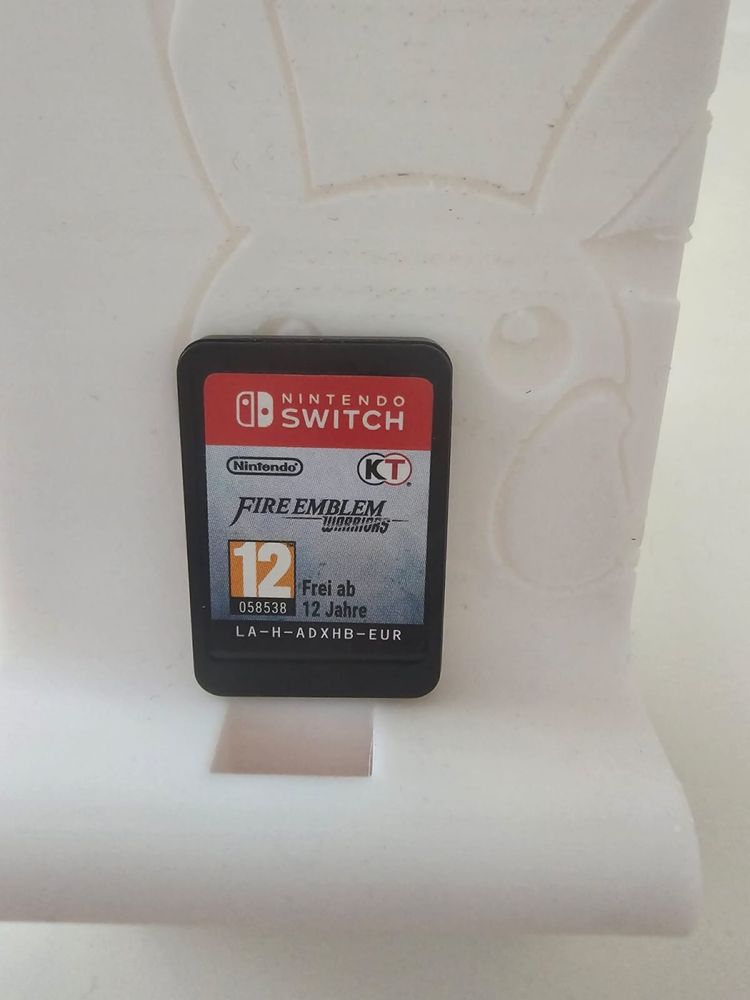 NINTENDO
SWITCH
Nintendo
KT
FIRE EMBLEM
WARRIORS
12
Frei ab
12 Jahre
058538
LA-H-ADXHB-EUR